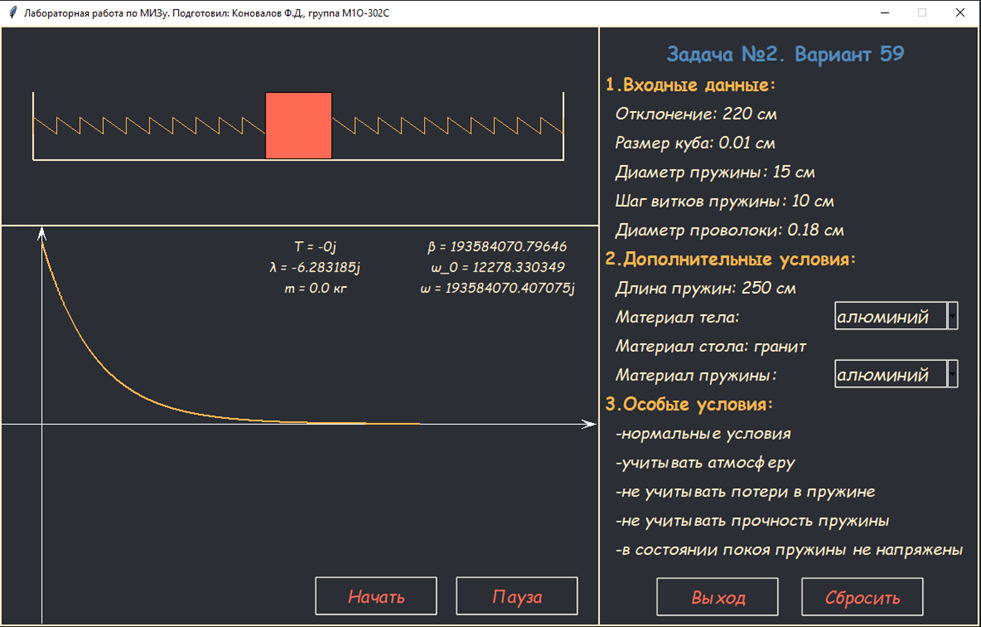 Лабораторная работа по МИЗу. Подготовил: Коновалов Ф.Д., группа М1О-302С
T = -0j
λ = -6.283185j
m = 0.0 кг
β = 193584070.79646
ω_0 = 12278.330349
ω = 193584070.407075j
Начать
Пауза
Задача №2. Вариант 59
1.Входные данные:
Отклонение: 220 см
Размер куба: 0.01 см
Диаметр пружины: 15 см
Шаг витков пружины: 10 см
Диаметр проволоки: 0.18 см
2.Дополнительные условия:
Длина пружин: 250 см
Материал тела: алюминий
Материал стола: гранит
Материал пружины: алюминий
3.Особые условия:
-нормальные условия
-учитывать атмосферу
-не учитывать потери в пружине
-не учитывать прочность пружины
-в состоянии покоя пружины не напряжены
Выход
Сбросить